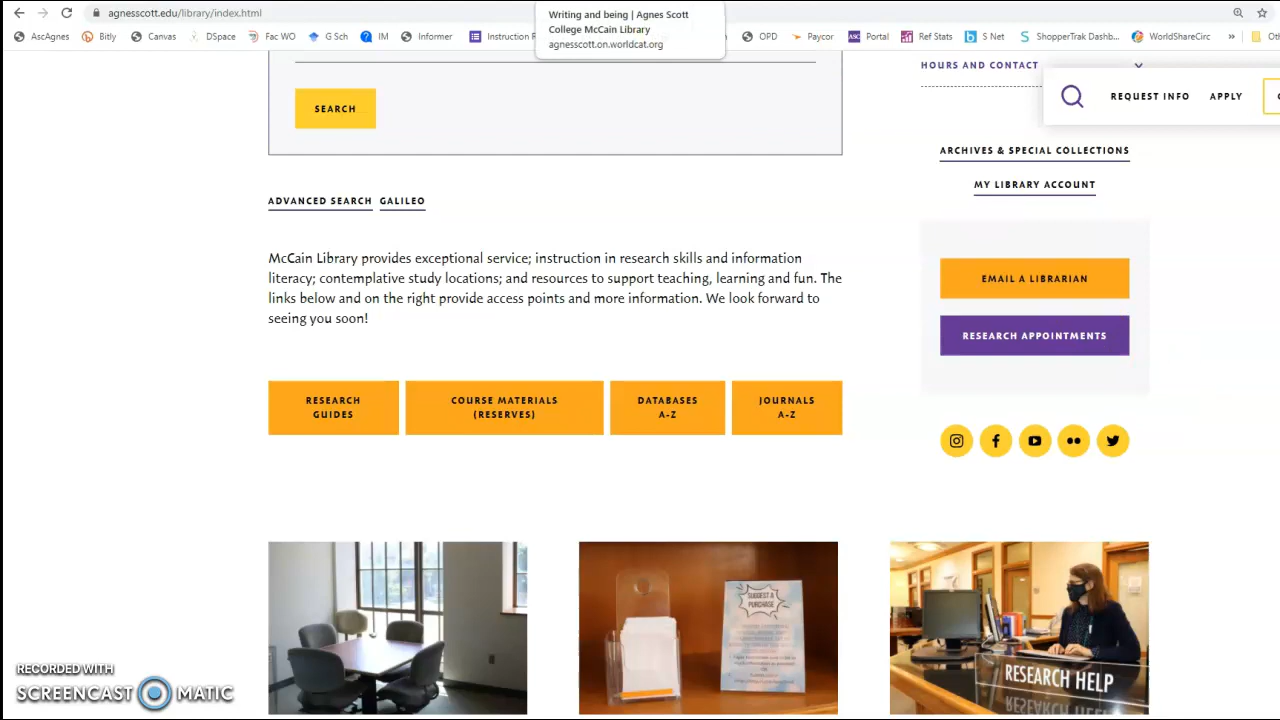 agnesscott.edu/library/index.html
Writing and being | Agnes Scott
College McCain Library
agnesscott.on.worldcat.org
AscAgnes
Bitly
Canvas
DSpace
Fac WO
G Sch
IM
Informer
Instruction
OPD
Paycor
ASC Portal
Ref Stats
S Net
ShopperTrak Dashb...
WorldShareCirc
»
HOURS AND CONTACT
REQUEST INFO
APPLY
SEARCH
ARCHIVES & SPECIAL COLLECTIONS
MY LIBRARY ACCOUNT
ADVANCED SEARCH GALILEO
McCain Library provides exceptional service; instruction in research skills and information
literacy; contemplative study locations; and resources to support teaching, learning and fun. The
links below and on the right provide access points and more information. We look forward to
seeing you soon!
EMAIL A LIBRARIAN
RESEARCH APPOINTMENTS
RESEARCH
GUIDES
COURSE MATERIALS
(RESERVES)
DATABASES
A-Z
JOURNALS
A-Z
SUGGEST A
PURCHASE
RESEARCH HELP
RECORDED WITH
SCREENCAST MATIC